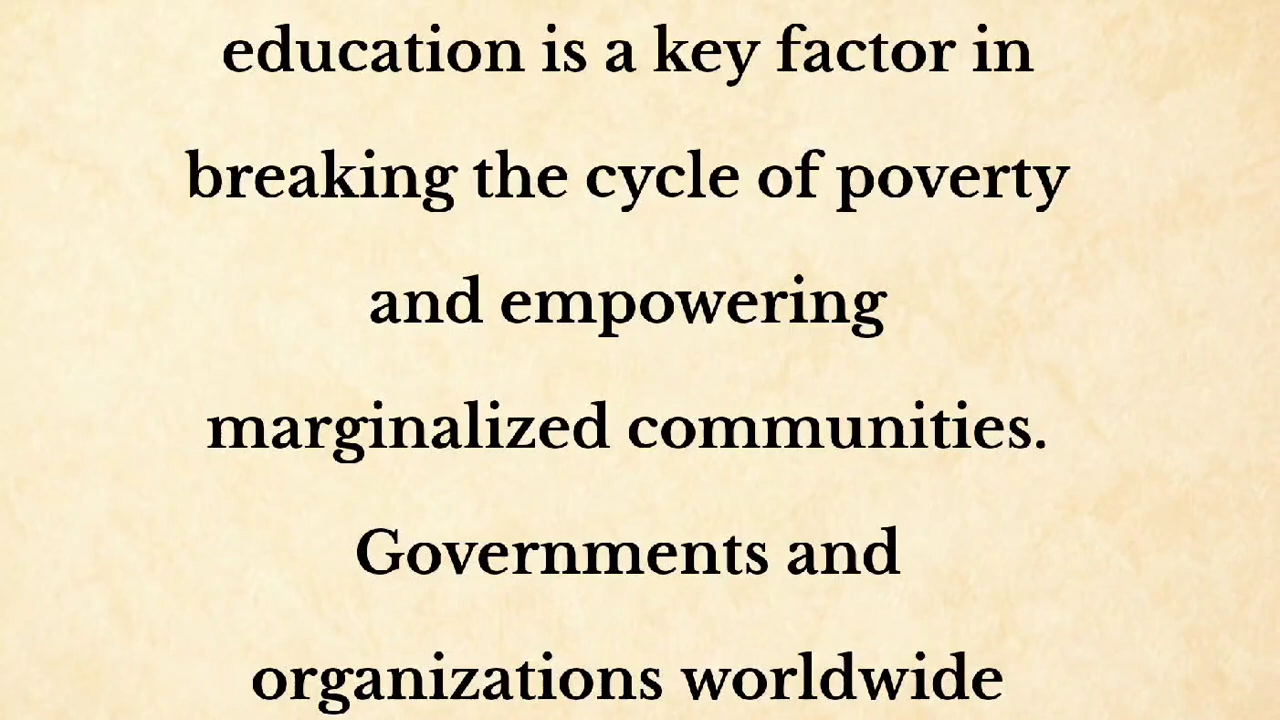 education is a key factor in
breaking the cycle of poverty
and empowering
marginalized communities.
Governments and
organizations worldwide